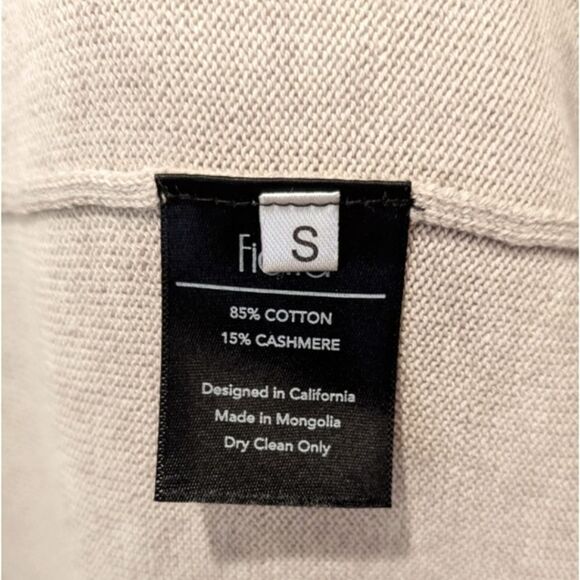 S
85% COTTON
15% CASHMERE
Designed in California
Made in Mongolia
Dry Clean Only